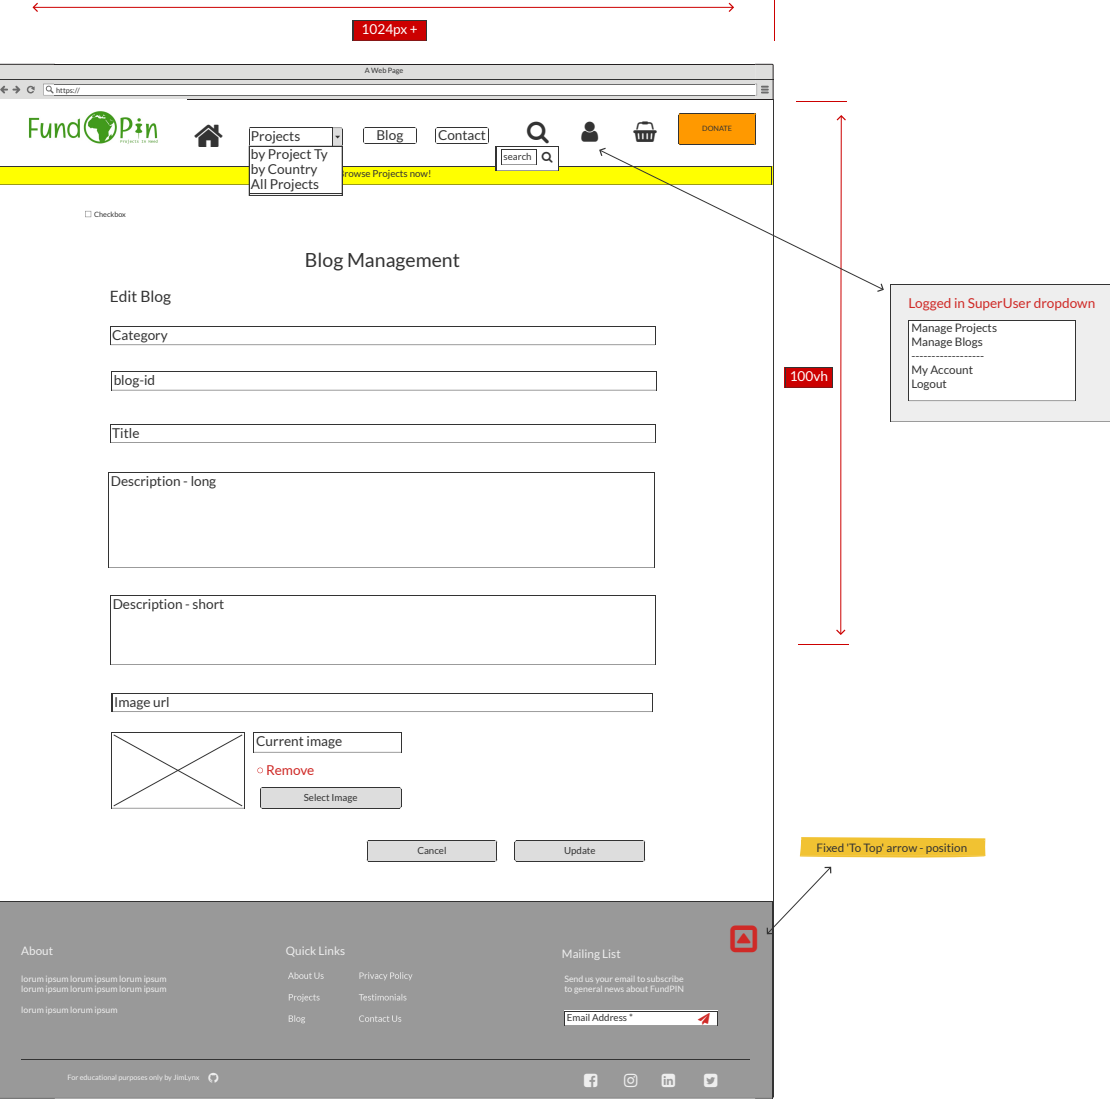 1024px +
A Web Page
https://
FundPin
Projects in Need
Projects
Blog
Contact
DONATE
by Project Ty
by Country
All Projects
search
Browse Projects now!
Checkbox
Blog Management
Edit Blog
Logged in SuperUser dropdown
Manage Projects
Manage Blogs
------------------
My Account
Logout
Category
100vh
blog-id
Title
Description - long
Description - short
Image url
Current image
Remove
Select Image
Cancel
Update
Fixed 'To Top' arrow - position
About
lorum ipsum lorum ipsum lorum ipsum
lorum ipsum lorum ipsum lorum ipsum
lorum ipsum lorum ipsum
Quick Links
About Us
Privacy Policy
Projects
Testimonials
Blog
Contact Us
Mailing List
Send us your email to subscribe
to general news about FundPIN
Email Address *
For educational purposes only by JimLynx